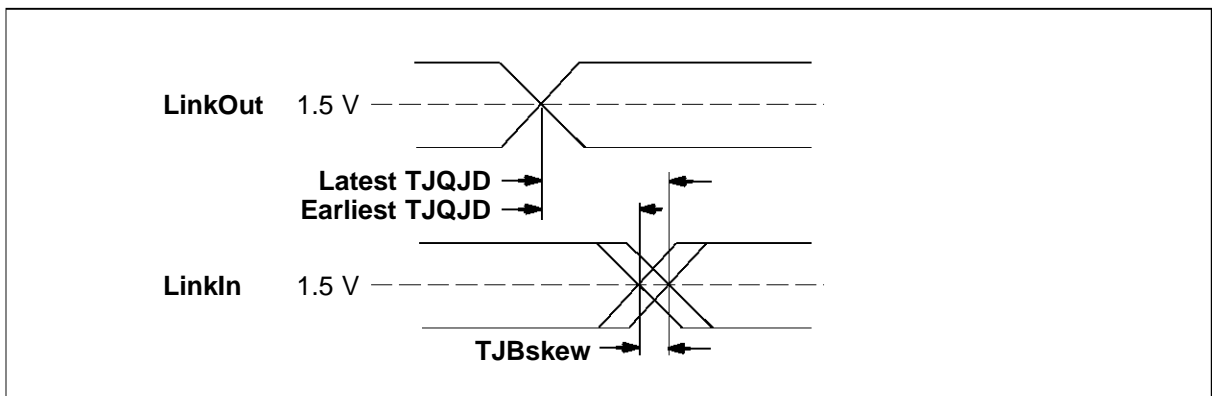 LinkOut 1.5 V
Latest TJQJD
Earliest TJQJD
LinkIn 1.5 V
TJBskew